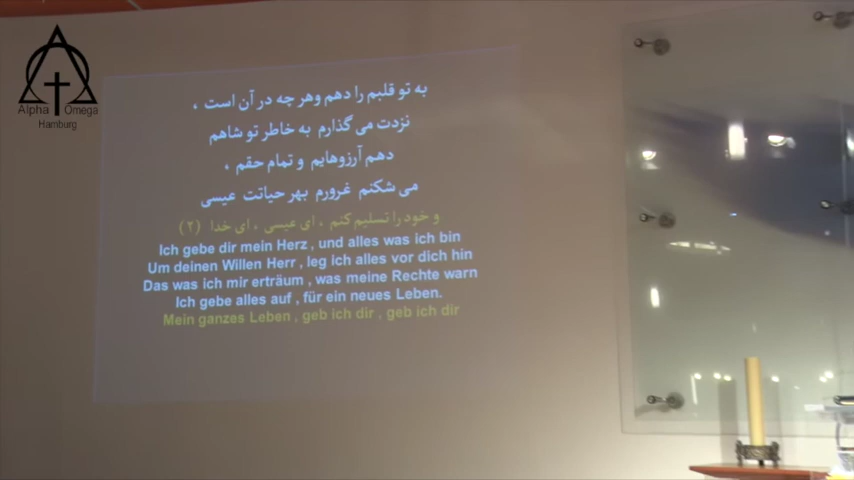 Alpha Omega
Hamburg
به تو قلبم را دهم وهر چه در آن است ،
نزدت می گذارم به خاطر تو شاهم
دهم آرزوهایم و تمام حقم ،
می شکنم غرورم بهر حیاتت عیسی
و خود را تسلیم کنم ، ای عیسی ، ای خدا (۲)
Ich gebe dir mein Herz , und alles was ich bin
Um deinen Willen Herr , leg ich alles vor dich hin
Das was ich mir erträum , was meine Rechte warn
Ich gebe alles auf , für ein neues Leben.
Mein ganzes Leben , geb ich dir , geb ich dir